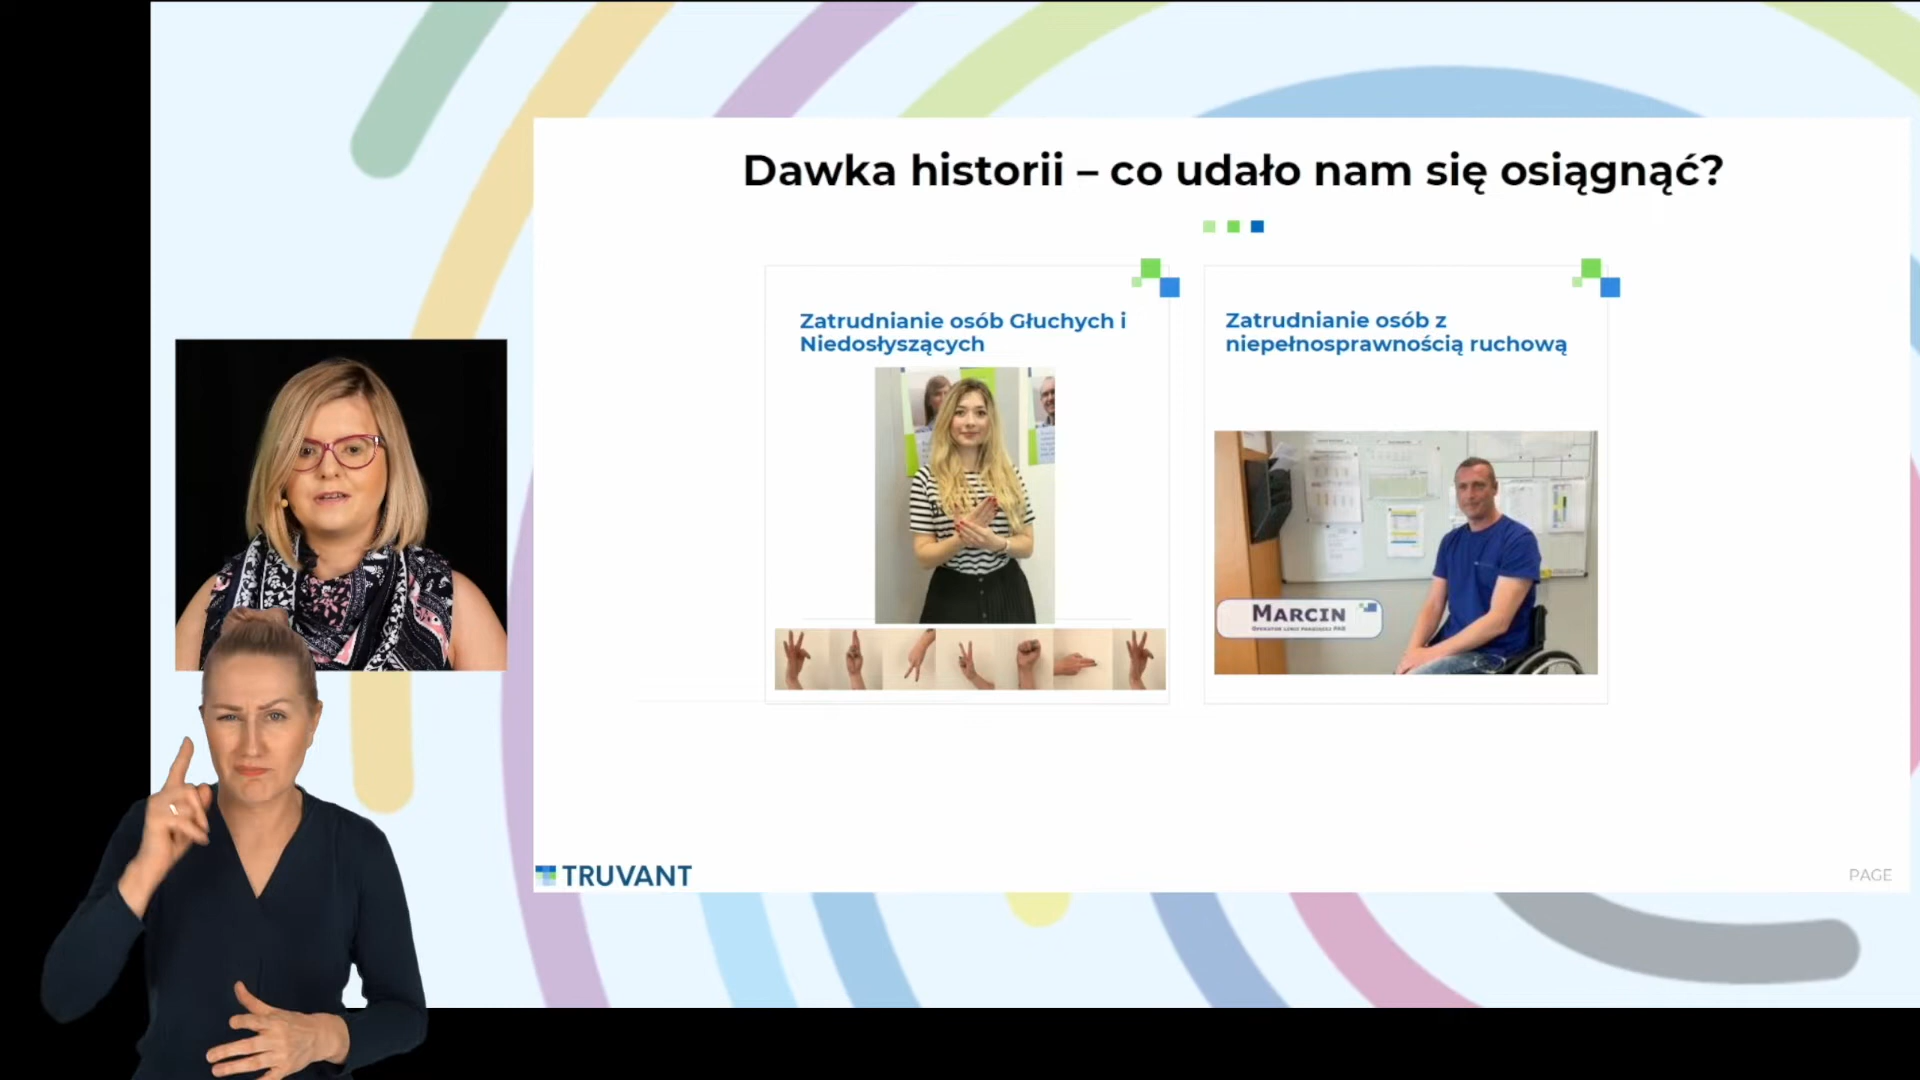 Dawka historii – co udało nam się osiągnąć?
Zatrudnianie osób Głuchych i
Niedosłyszących
Zatrudnianie osób z
niepełnosprawnością ruchową
MARCIN
TRUVANT
PAGE